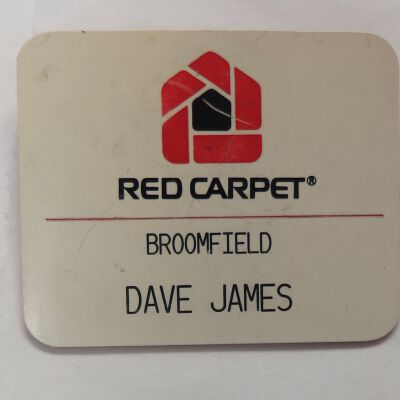 RED CARPET®
BROOMFIELD
DAVE JAMES